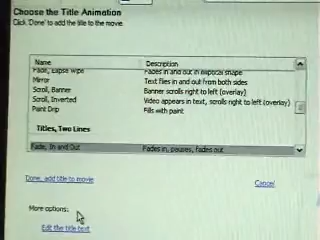 Choose the Title Animation
Click 'Done' to add the title to the movie.
Name Description
Fade, Ellipse Wipe Fades in and out in elliptical shape
Mirror Text flies in and out from both sides
Scroll, Banner Banner scrolls right to left (overlay)
Scroll, Inverted Video appears in text, scrolls right to left (overlay)
Paint Drip Fills with paint
Titles, Two Lines
Fade, In and Out Fades in, pauses, fades out
Done, add title to movie
Cancel
More options:
Edit the title text